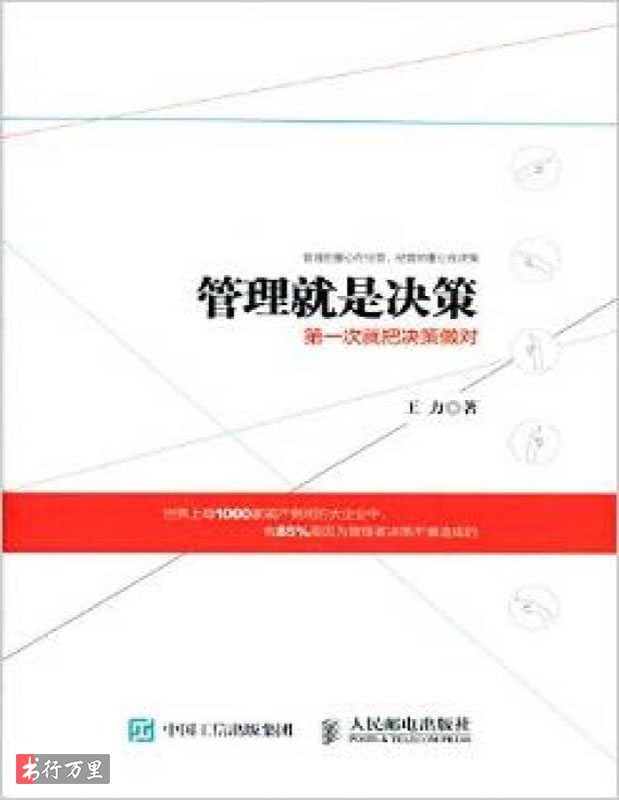 管理的重心在经营,经营的重心在决策
管理就是决策
第一次就把决策做对
王 力◎著
世界上每1000家破产倒闭的大企业中,
有85%是因为管理者决策不慎造成的
中国工信出版集团
人民邮电出版社
POSTS & TELECOM PRESS
书行万里